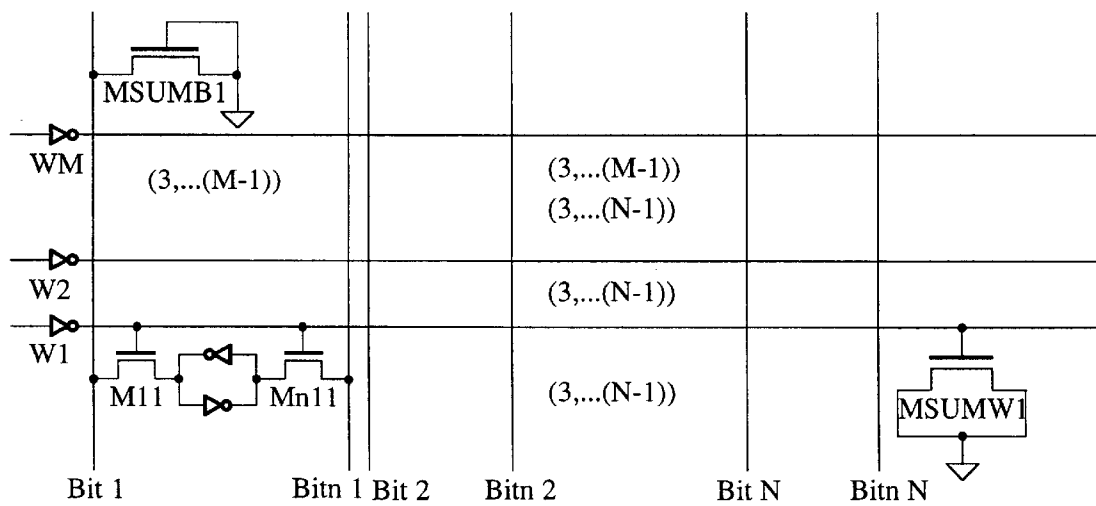 MSUMB1
WM
(3,...(M-1))
(3,...(M-1))
(3,...(N-1))
W2
(3,...(N-1))
W1
M11
Mn11
(3,...(N-1))
MSUMW1
Bit 1
Bitn 1
Bit 2
Bitn 2
Bit N
Bitn N